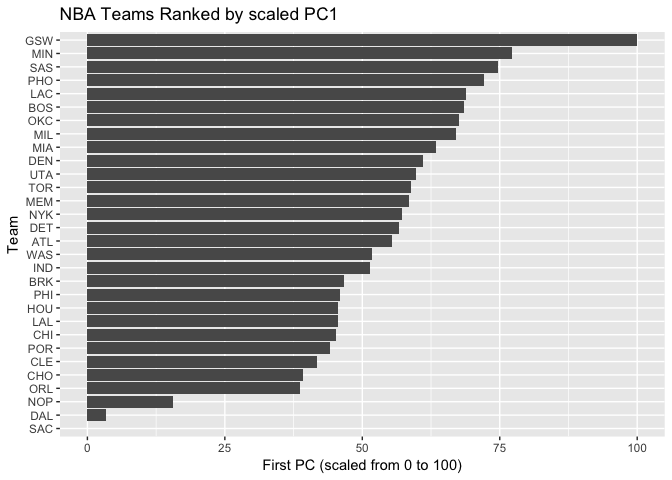 NBA Teams Ranked by scaled PC1
GSW
MIN
SAS
PHO
LAC
BOS
OKC
MIL
MIA
DEN
UTA
TOR
MEM
NYK
DET
ATL
WAS
IND
BRK
PHI
HOU
LAL
CHI
POR
CLE
CHO
ORL
NOP
DAL
SAC
Team
0 25 50 75 100
First PC (scaled from 0 to 100)